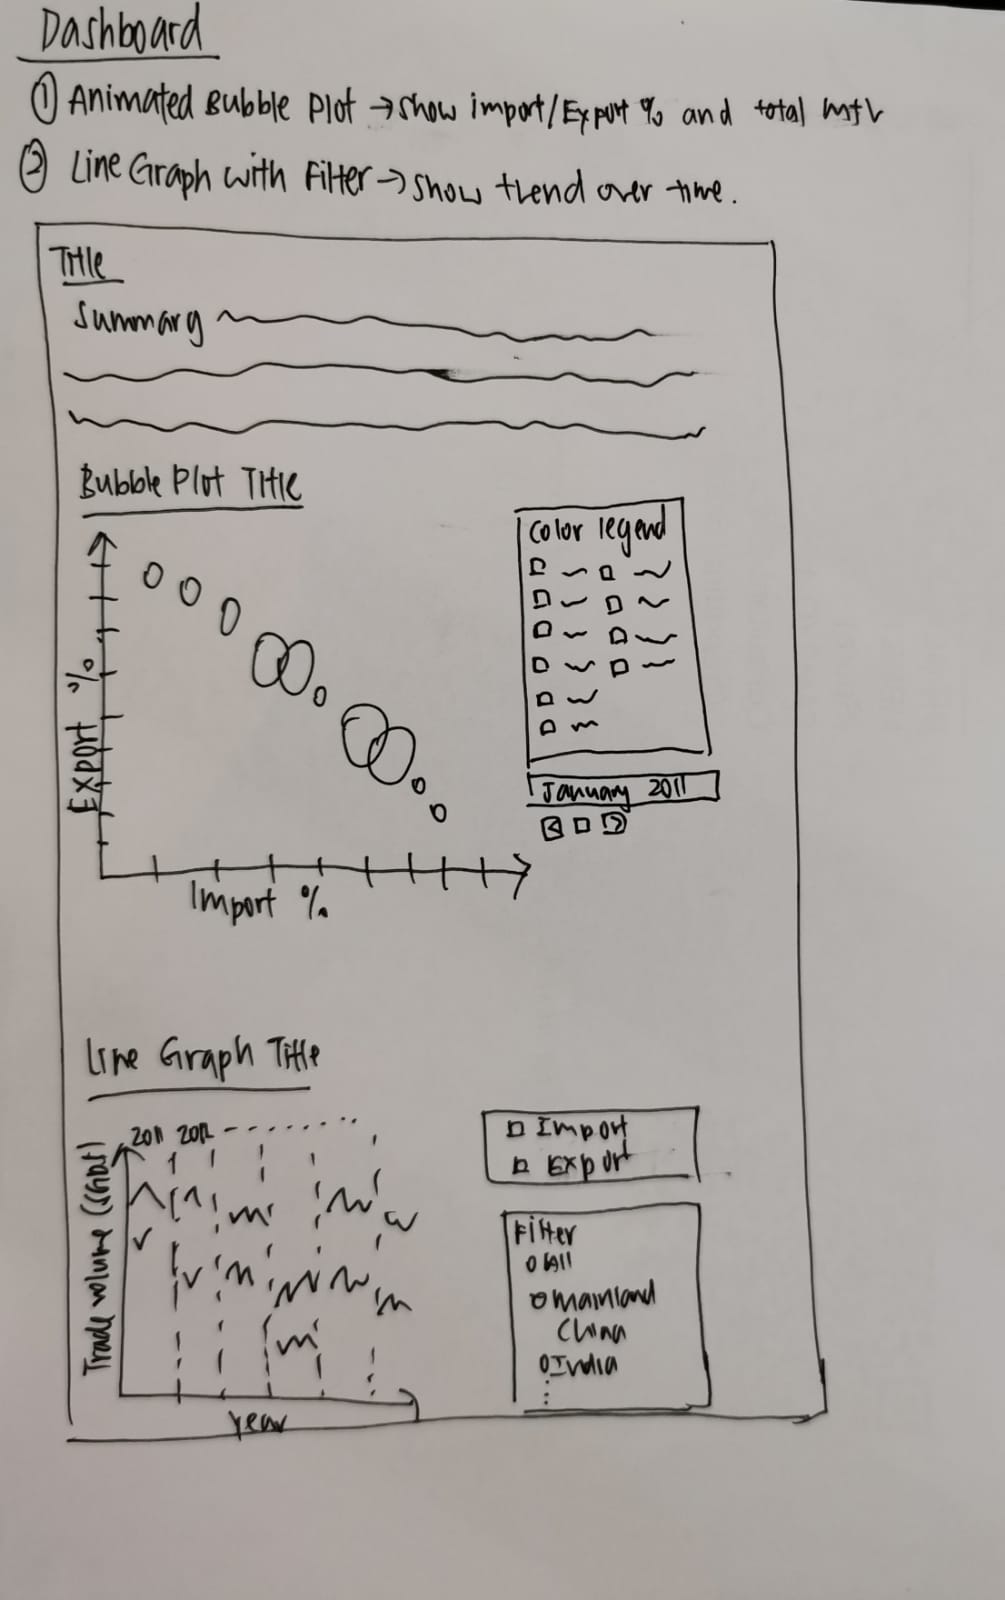 Dashboard
① Animated Bubble Plot → show import/Export % and total
② Line Graph with Filter → show trend over time.
Title
Summary
Bubble Plot Title
Color legend
Export %
January 2011
Import %
Line Graph Title
2011 2012
Import
Export
Trade volume (SGD)
Filter
All
Mainland
China
India
year